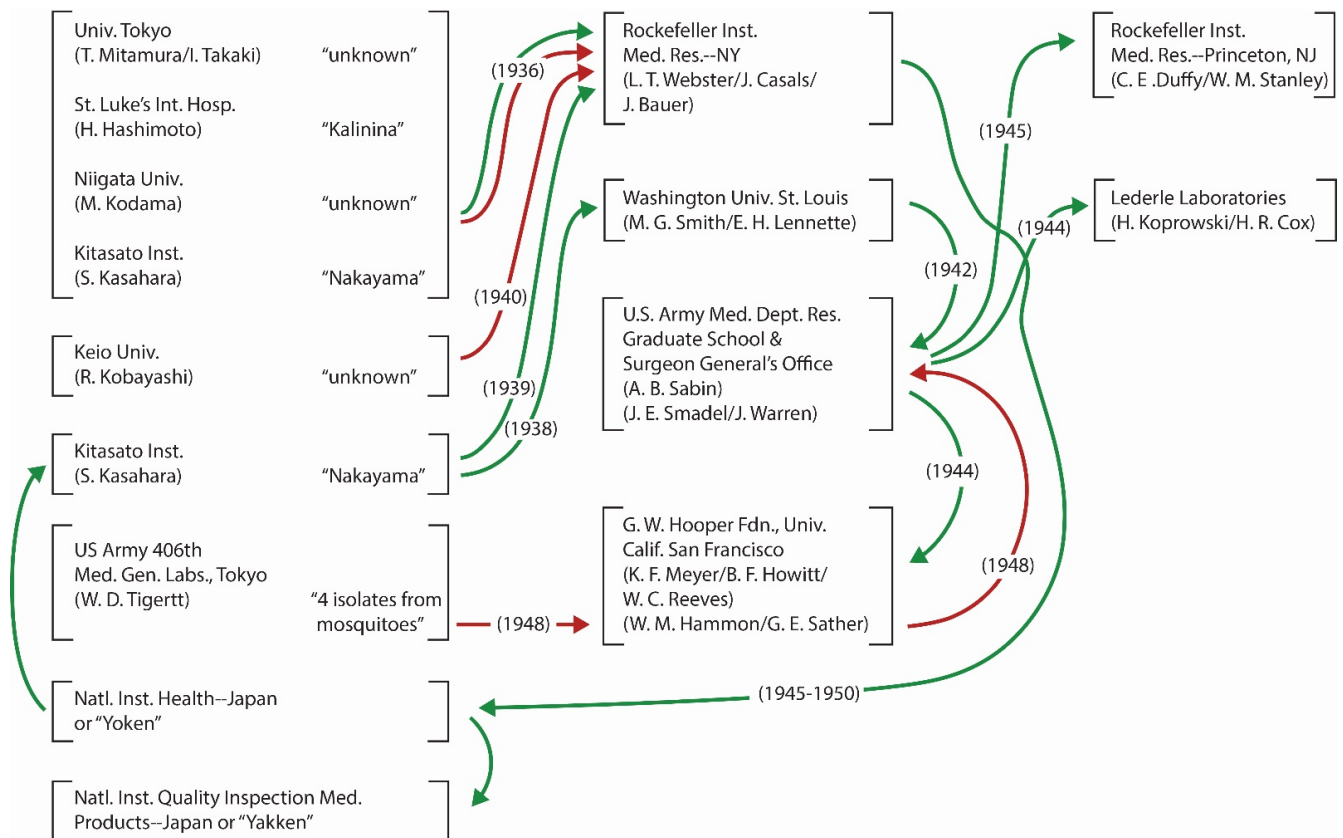 Univ. Tokyo
(T. Mitamura/I. Takaki) "unknown"
St. Luke's Int. Hosp.
(H. Hashimoto) "Kalinina"
Niigata Univ.
(M. Kodama) "unknown"
Kitasato Inst.
(S. Kasahara) "Nakayama"
Keio Univ.
(R. Kobayashi) "unknown"
Kitasato Inst.
(S. Kasahara) "Nakayama"
US Army 406th
Med. Gen. Labs., Tokyo
(W. D. Tigertt)
"4 isolates from
mosquitoes"
Natl. Inst. Health--Japan
or "Yoken"
Natl. Inst. Quality Inspection Med.
Products--Japan or "Yakken"
(1936)
(1940)
(1939)
(1938)
(1948)
Rockefeller Inst.
Med. Res.--NY
(L. T. Webster/J. Casals/
J. Bauer)
Washington Univ. St. Louis
(M. G. Smith/E. H. Lennette)
U.S. Army Med. Dept. Res.
Graduate School &
Surgeon General's Office
(A. B. Sabin)
(J. E. Smadel/J. Warren)
G. W. Hooper Fdn., Univ.
Calif. San Francisco
(K. F. Meyer/B. F. Howitt/
W. C. Reeves)
(W. M. Hammon/G. E. Sather)
(1945)
(1944)
(1942)
(1944)
(1948)
(1945-1950)
Rockefeller Inst.
Med. Res.--Princeton, NJ
(C. E .Duffy/W. M. Stanley)
Lederle Laboratories
(H. Koprowski/H. R. Cox)